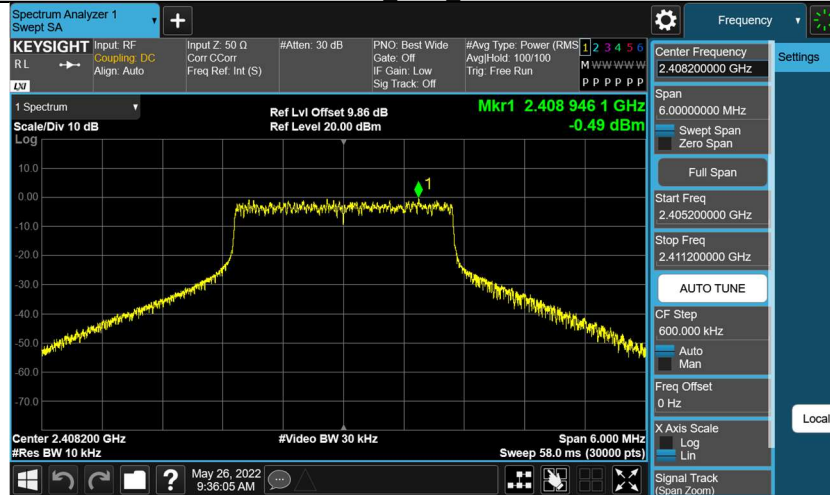 Spectrum Analyzer 1
Swept SA
+
Frequency
KEYSIGHT
RL
LXI
Input: RF
Coupling: DC
Align: Auto
Input Z: 50 Ω
Corr CCorr
Freq Ref: Int (S)
#Atten: 30 dB
PNO: Best Wide
Gate: Off
IF Gain: Low
Sig Track: Off
#Avg Type: Power (RMS
Avg|Hold: 100/100
Trig: Free Run
1 2 3 4 5 6
M W W W W W
P P P P P P
1 Spectrum
Scale/Div 10 dB
Log
Ref Lvl Offset 9.86 dB
Ref Level 20.00 dBm
Mkr1 2.408 946 1 GHz
-0.49 dBm
10.0
0.00
-10.0
-20.0
-30.0
-40.0
-50.0
-60.0
-70.0
1
Center 2.408200 GHz
#Res BW 10 kHz
#Video BW 30 kHz
Span 6.000 MHz
Sweep 58.0 ms (30000 pts)
?
May 26, 2022
9:36:05 AM
Center Frequency
2.408200000 GHz
Settings
Span
6.00000000 MHz
Swept Span
Zero Span
Full Span
Start Freq
2.405200000 GHz
Stop Freq
2.411200000 GHz
AUTO TUNE
CF Step
600.000 kHz
Auto
Man
Freq Offset
0 Hz
X Axis Scale
Log
Lin
Signal Track
(Span Zoom)
Local